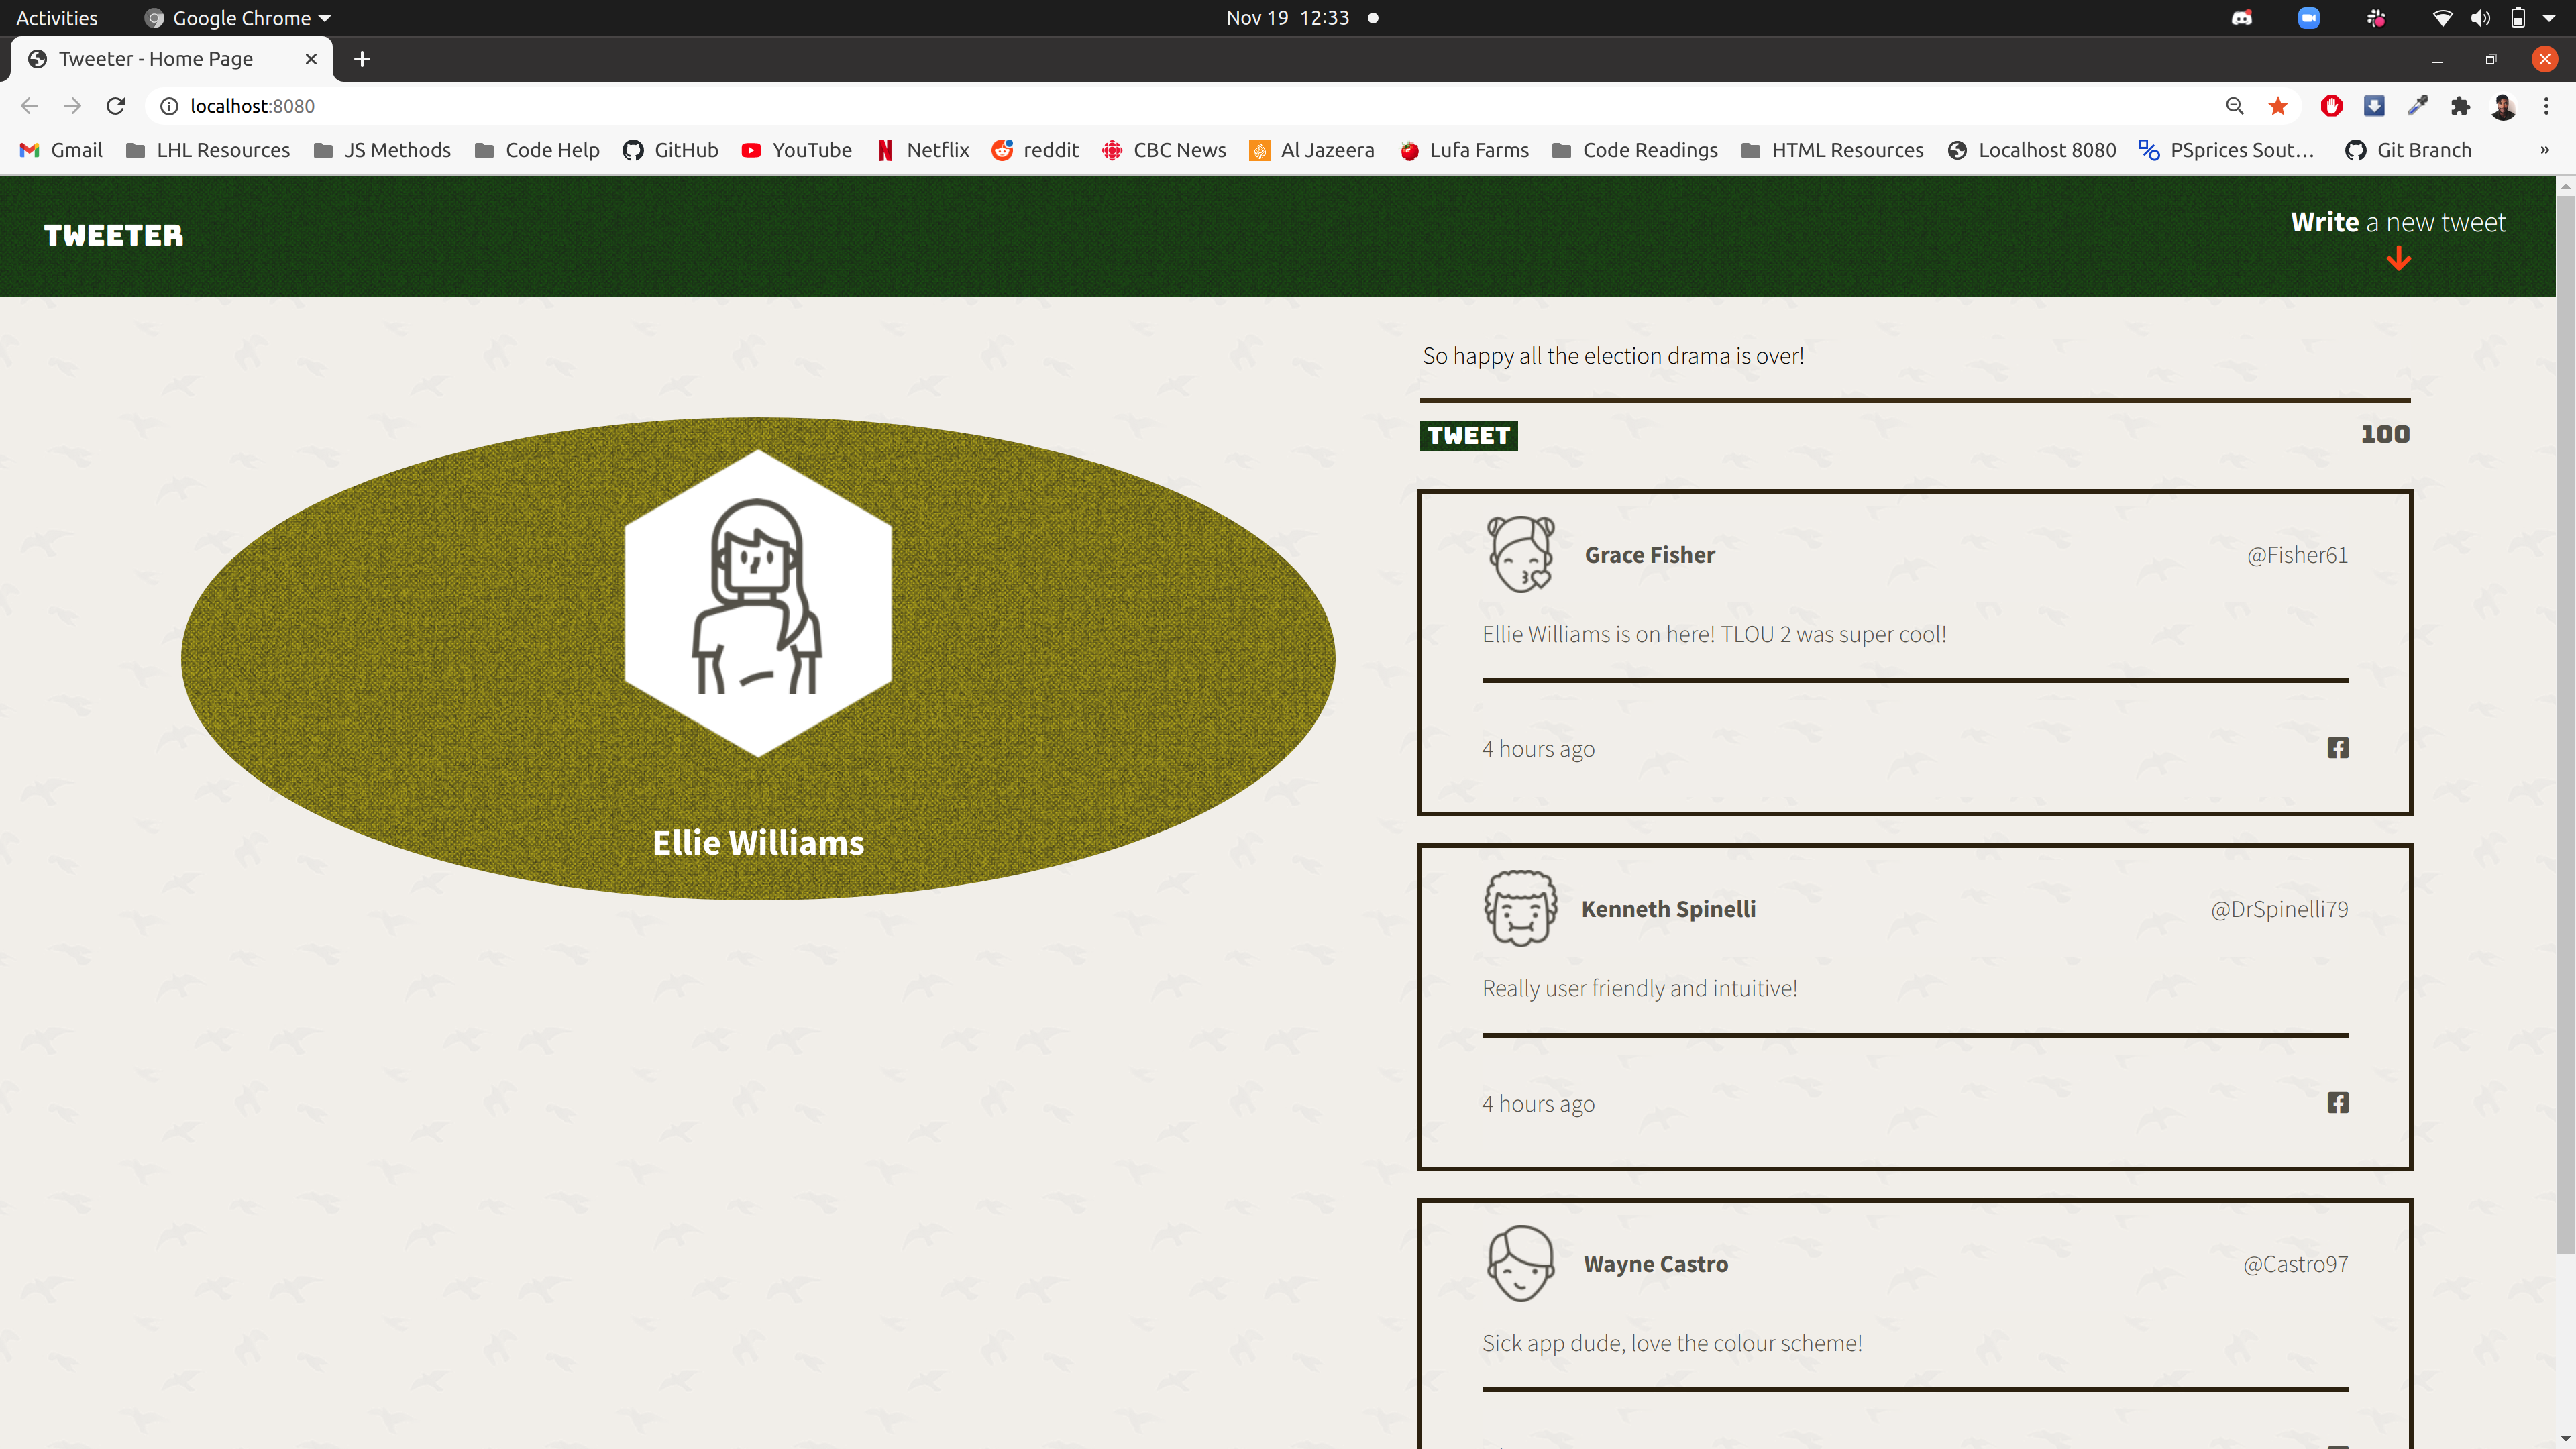 Activities Google Chrome Nov 19 12:33
Tweeter - Home Page
localhost:8080
Gmail LHL Resources JS Methods Code Help GitHub YouTube Netflix reddit CBC News Al Jazeera Lufa Farms Code Readings HTML Resources Localhost 8080 PSprices Sout… Git Branch »
TWEETER
Write a new tweet
So happy all the election drama is over!
TWEET 100
Ellie Williams
Grace Fisher @Fisher61
Ellie Williams is on here! TLOU 2 was super cool!
4 hours ago
Kenneth Spinelli @DrSpinelli79
Really user friendly and intuitive!
4 hours ago
Wayne Castro @Castro97
Sick app dude, love the colour scheme!